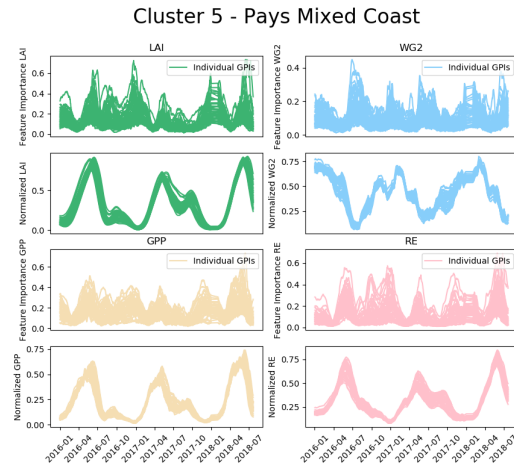 Cluster 5 - Pays Mixed Coast
LAI
Feature Importance LAI
0.6
0.4
0.2
0.0
Individual GPIs
WG2
Feature Importance WG2
0.4
0.2
0.0
Individual GPIs
Normalized LAI
0.5
0.0
Normalized WG2
0.75
0.50
0.25
GPP
Feature Importance GPP
0.6
0.4
0.2
0.0
Individual GPIs
RE
Feature Importance RE
0.6
0.4
0.2
0.0
Individual GPIs
Normalized GPP
0.75
0.50
0.25
0.00
2016-01
2016-04
2016-07
2016-10
2017-01
2017-04
2017-07
2017-10
2018-01
2018-04
2018-07
Normalized RE
0.75
0.50
0.25
2016-01
2016-04
2016-07
2016-10
2017-01
2017-04
2017-07
2017-10
2018-01
2018-04
2018-07